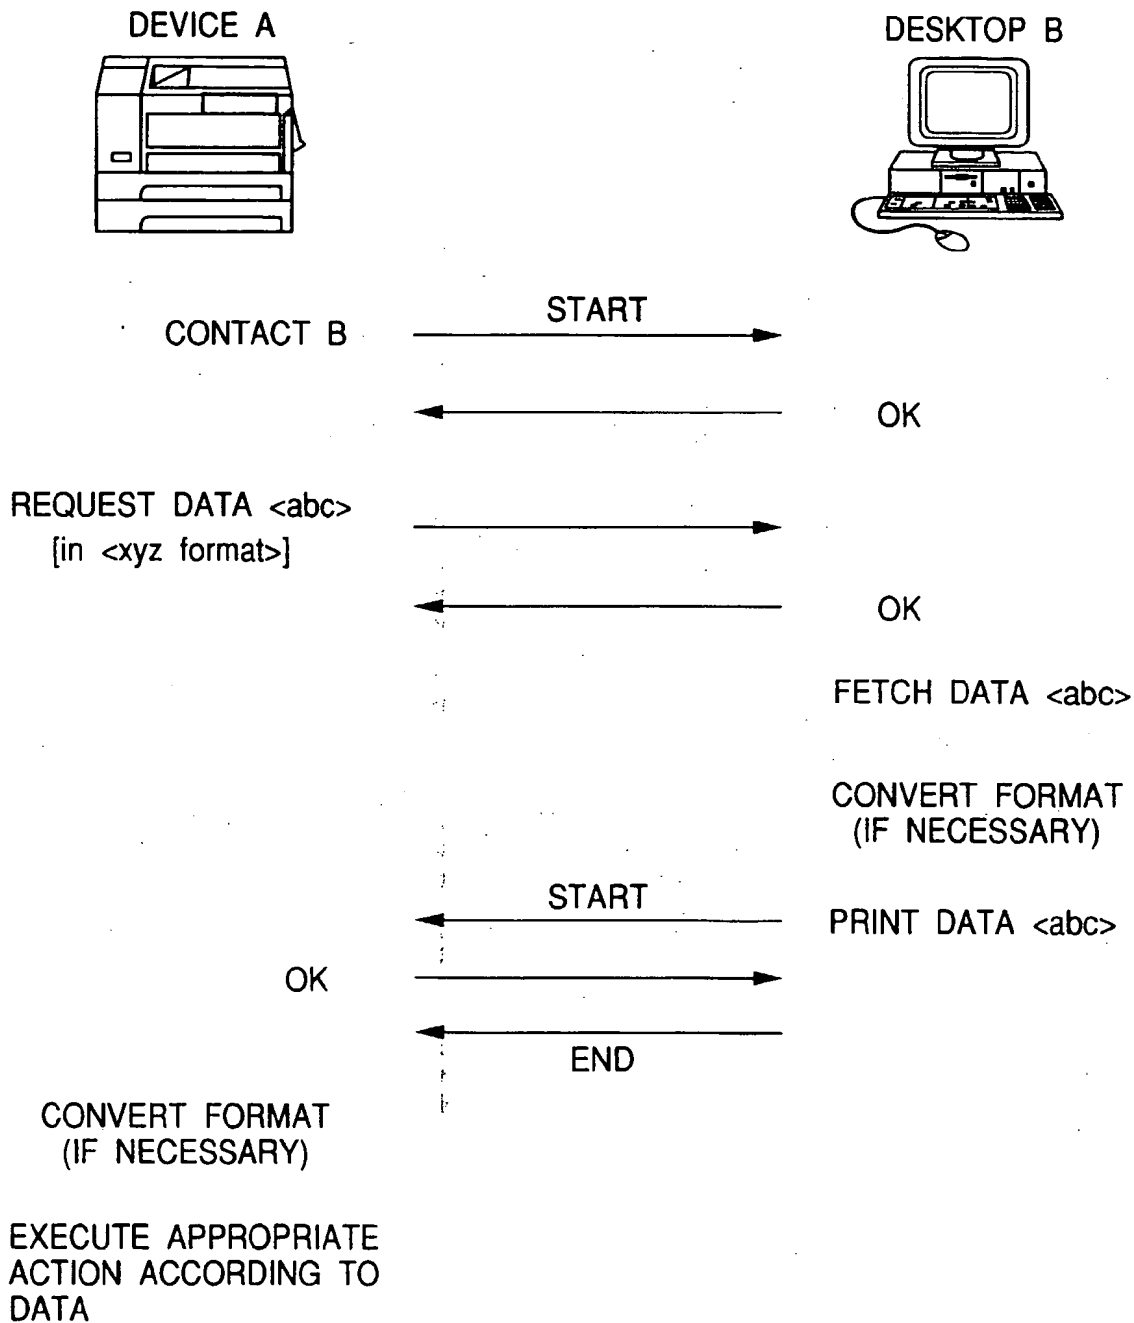 DEVICE A
DESKTOP B
START
CONTACT B
OK
REQUEST DATA <abc>
[in <xyz format>]
OK
FETCH DATA <abc>
CONVERT FORMAT
(IF NECESSARY)
START
PRINT DATA <abc>
OK
END
CONVERT FORMAT
(IF NECESSARY)
EXECUTE APPROPRIATE
ACTION ACCORDING TO
DATA